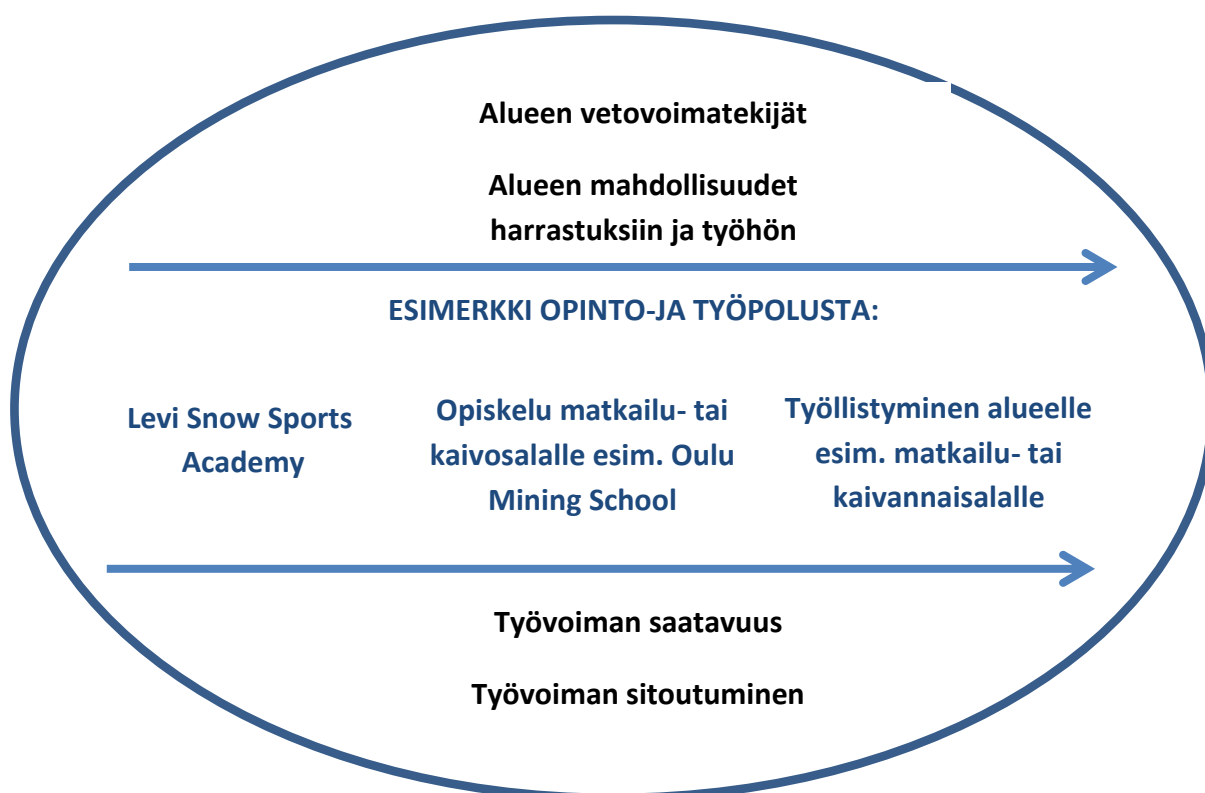 Alueen vetovoimatekijät
Alueen mahdollisuudet
harrastuksiin ja työhön
ESIMERKKI OPINTO-JA TYÖPOLUSTA:
Levi Snow Sports
Academy
Opiskelu matkailu- tai
kaivosalalle esim. Oulu
Mining School
Työllistyminen alueelle
esim. matkailu- tai
kaivannaisalalle
Työvoiman saatavuus
Työvoiman sitoutuminen